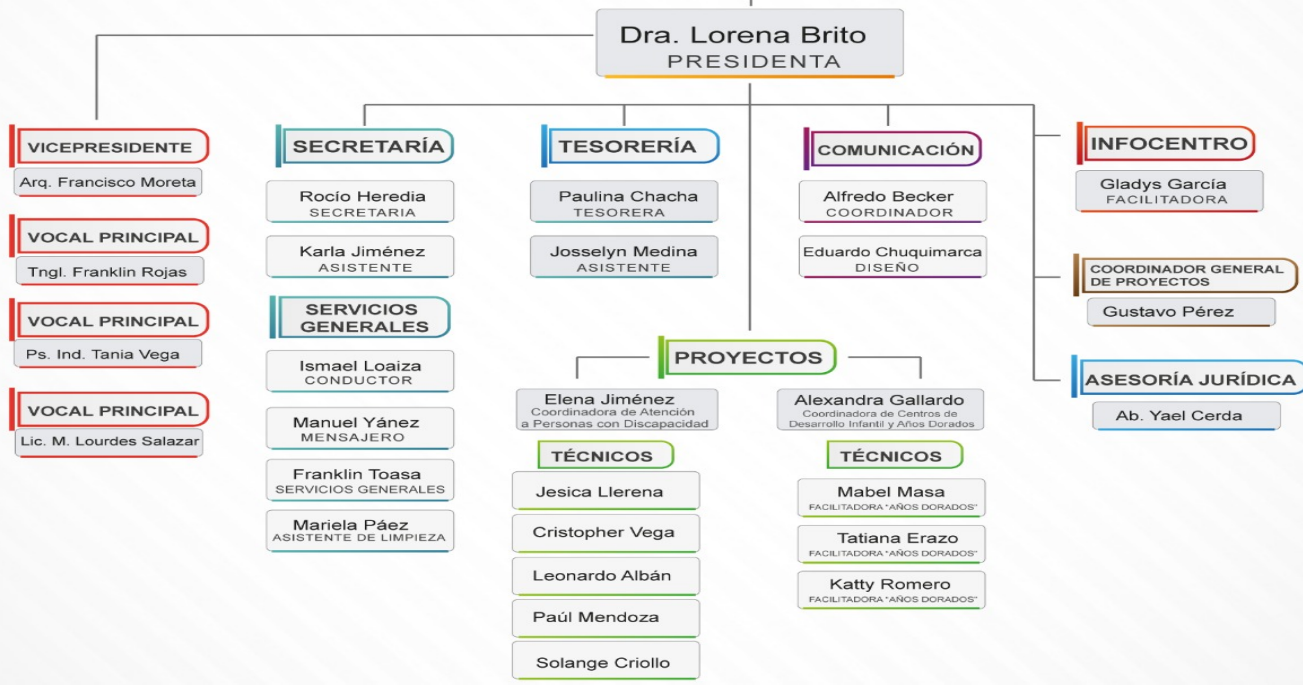 Dra. Lorena Brito
PRESIDENTA
VICEPRESIDENTE
Arq. Francisco Moreta
VOCAL PRINCIPAL
Tngl. Franklin Rojas
VOCAL PRINCIPAL
Ps. Ind. Tania Vega
VOCAL PRINCIPAL
Lic. M. Lourdes Salazar
SECRETARÍA
Rocío Heredia
SECRETARIA
Karla Jiménez
ASISTENTE
SERVICIOS
GENERALES
Ismael Loaiza
CONDUCTOR
Manuel Yánez
MENSAJERO
Franklin Toasa
SERVICIOS GENERALES
Mariela Páez
ASISTENTE DE LIMPIEZA
TESORERÍA
Paulina Chacha
TESORERA
Josselyn Medina
ASISTENTE
COMUNICACIÓN
Alfredo Becker
COORDINADOR
Eduardo Chuquimarca
DISEÑO
PROYECTOS
Elena Jiménez
Coordinadora de Atención
a Personas con Discapacidad
TÉCNICOS
Jesica Llerena
Cristopher Vega
Leonardo Albán
Paúl Mendoza
Solange Criollo
Alexandra Gallardo
Coordinadora de Centros de
Desarrollo Infantil y Años Dorados
TÉCNICOS
Mabel Masa
FACILITADORA "AÑOS DORADOS"
Tatiana Erazo
FACILITADORA "AÑOS DORADOS"
Katty Romero
FACILITADORA "AÑOS DORADOS"
INFOCENTRO
Gladys García
FACILITADORA
COORDINADOR GENERAL
DE PROYECTOS
Gustavo Pérez
ASESORÍA JURÍDICA
Ab. Yael Cerda